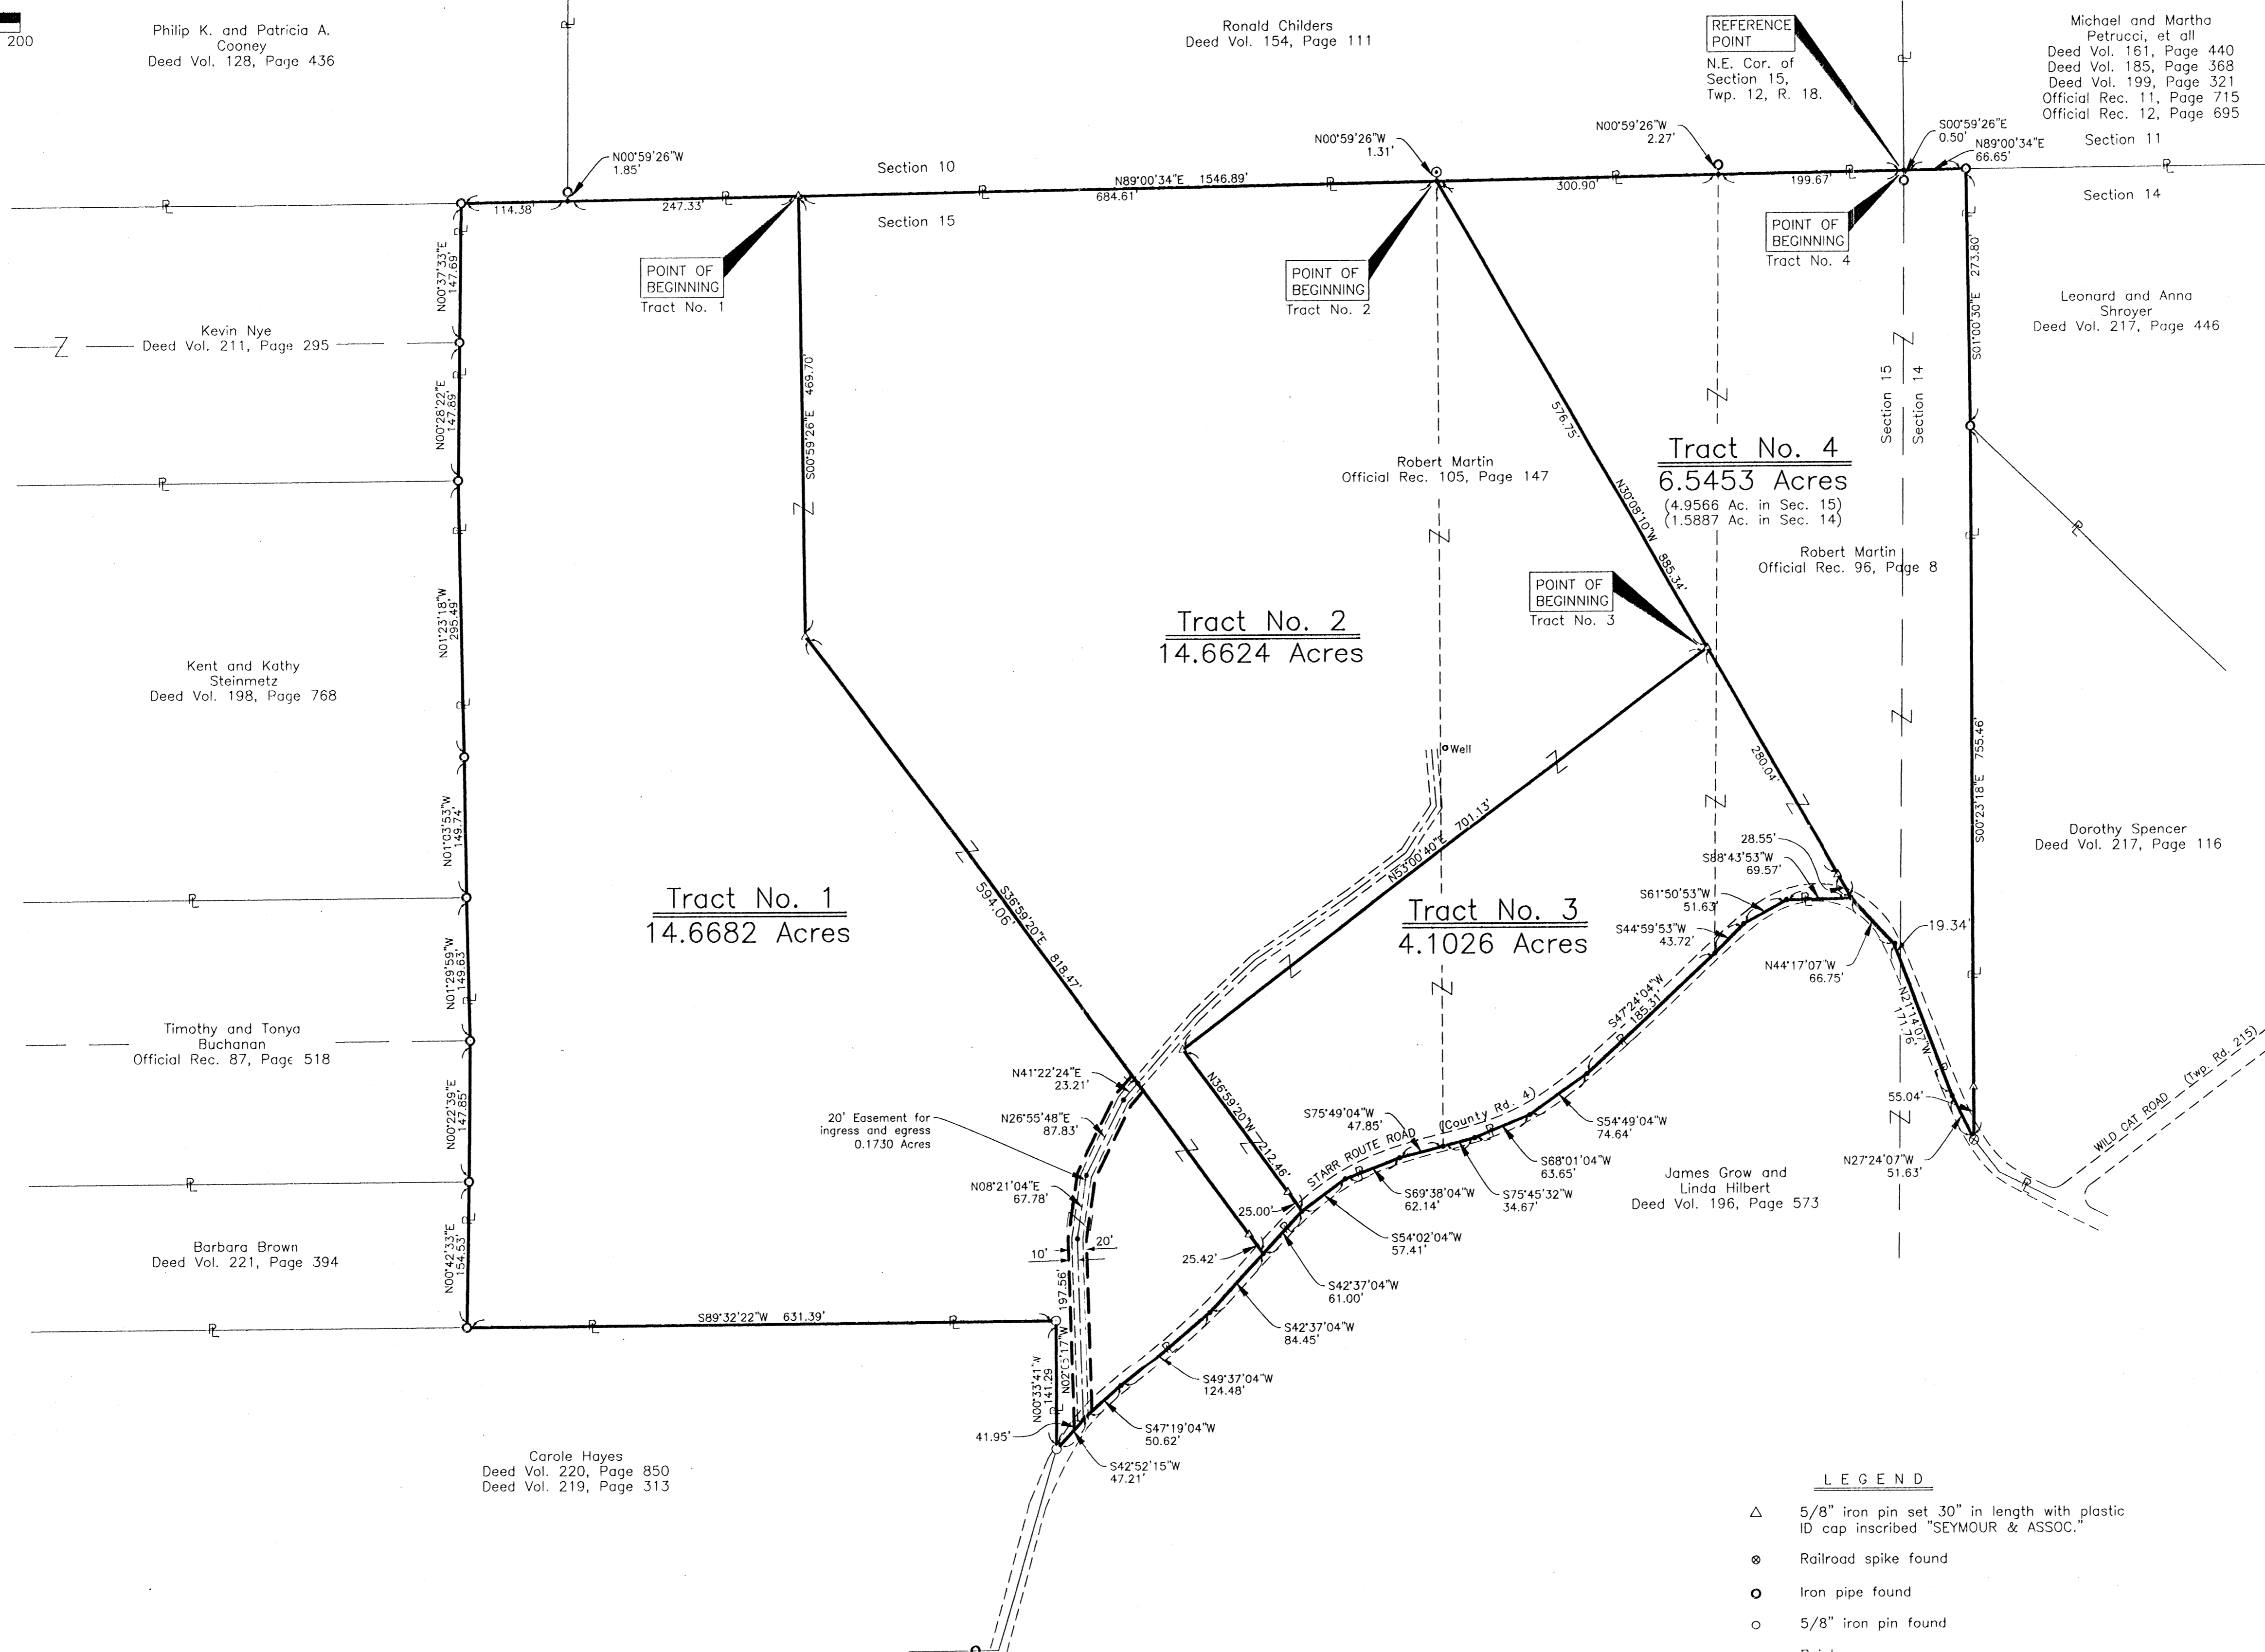 200
Philip K. and Patricia A.
Cooney
Deed Vol. 128, Page 436
Ronald Childers
Deed Vol. 154, Page 111
REFERENCE
POINT
N.E. Cor. of
Section 15,
Twp. 12, R. 18.
Michael and Martha
Petrucci, et all
Deed Vol. 161, Page 440
Deed Vol. 185, Page 368
Deed Vol. 199, Page 321
Official Rec. 11, Page 715
Official Rec. 12, Page 695
Section 11
Section 14
N00°59'26"W
1.85'
Section 10
Section 15
N89°00'34"E 1546.89'
N00°59'26"W
1.31'
N00°59'26"W
2.27'
S00°59'26"E
0.50'
N89°00'34"E
66.65'
114.38'
247.33'
684.61'
300.90'
199.67'
POINT OF
BEGINNING
Tract No. 1
POINT OF
BEGINNING
Tract No. 2
POINT OF
BEGINNING
Tract No. 4
N00°37'33"E
147.69'
Kevin Nye
Deed Vol. 211, Page 295
N00°28'22"E
147.89'
S00°59'26"E 469.70'
576.75'
N30°08'10"W 885.34'
Section 15
Section 14
S01°00'30"E 273.80'
Leonard and Anna
Shroyer
Deed Vol. 217, Page 446
Robert Martin
Official Rec. 105, Page 147
Tract No. 4
6.5453 Acres
(4.9566 Ac. in Sec. 15)
(1.5887 Ac. in Sec. 14)
Robert Martin
Official Rec. 96, Page 8
POINT OF
BEGINNING
Tract No. 3
N01°23'18"W
295.49'
Kent and Kathy
Steinmetz
Deed Vol. 198, Page 768
Tract No. 2
14.6624 Acres
Well
280.04'
S00°23'18"E 755.46'
Dorothy Spencer
Deed Vol. 217, Page 116
N01°03'53"W
149.74'
Tract No. 1
14.6682 Acres
S36°59'20"E 818.47'
594.06'
N53°00'40"E 701.13'
Tract No. 3
4.1026 Acres
28.55'
S88°43'53"W
69.57'
S61°50'53"W
51.63'
S44°59'53"W
43.72'
19.34'
N44°17'07"W
66.75'
N01°29'59"W
149.63'
Timothy and Tonya
Buchanan
Official Rec. 87, Page 518
N00°22'39"E
147.85'
N41°22'24"E
23.21'
20' Easement for
ingress and egress
0.1730 Acres
N26°55'48"E
87.83'
N08°21'04"E
67.78'
N36°59'20"W 212.46'
S47°24'04"W
185.31'
N21°14'07"W
171.76'
55.04'
N27°24'07"W
51.63'
WILD CAT ROAD (Twp. Rd. 215)
STARR ROUTE ROAD (County Rd. 4)
S75°49'04"W
47.85'
S54°49'04"W
74.64'
S68°01'04"W
63.65'
S75°45'32"W
34.67'
S69°38'04"W
62.14'
S54°02'04"W
57.41'
James Grow and
Linda Hilbert
Deed Vol. 196, Page 573
25.00'
25.42'
S42°37'04"W
61.00'
S42°37'04"W
84.45'
Barbara Brown
Deed Vol. 221, Page 394
N00°42'33"E
154.53'
10'
20'
S89°32'22"W 631.39'
N00°33'41"W
141.29
197.56'
S49°37'04"W
124.48'
S47°19'04"W
50.62'
41.95'
S42°52'15"W
47.21'
Carole Hayes
Deed Vol. 220, Page 850
Deed Vol. 219, Page 313
LEGEND
5/8" iron pin set 30" in length with plastic
ID cap inscribed "SEYMOUR & ASSOC."
Railroad spike found
Iron pipe found
5/8" iron pin found